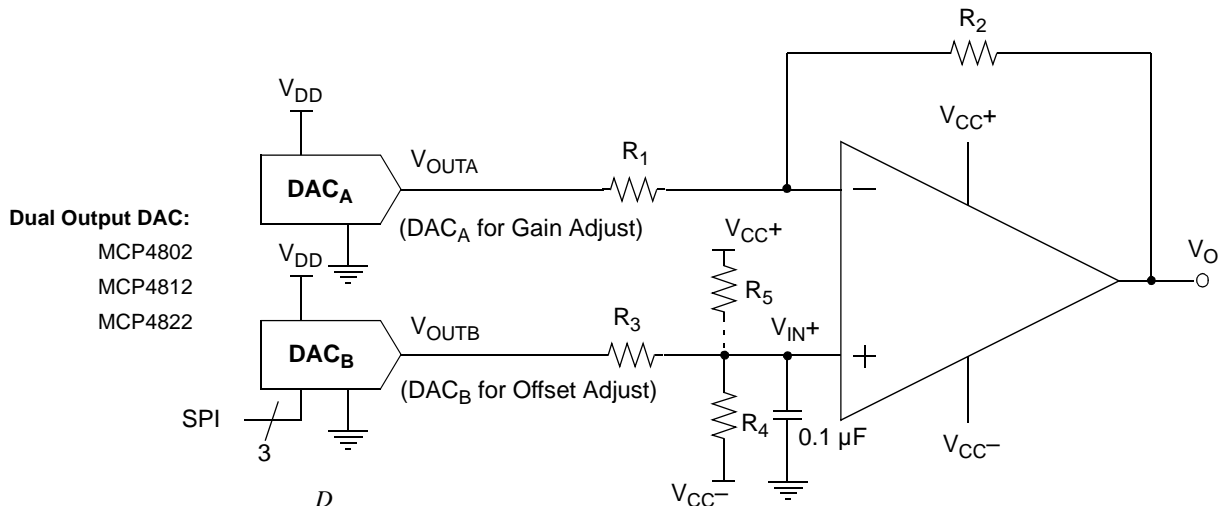 R2
VDD
VCC+
VOUTA
R1
DACA
−
Dual Output DAC:
(DACA for Gain Adjust)
MCP4802
VDD
VCC+
VO
MCP4812
R5
MCP4822
VOUTB
R3
VIN+
DACB
+
(DACB for Offset Adjust)
SPI
R4
0.1 µF
3
VCC−
VCC−
D